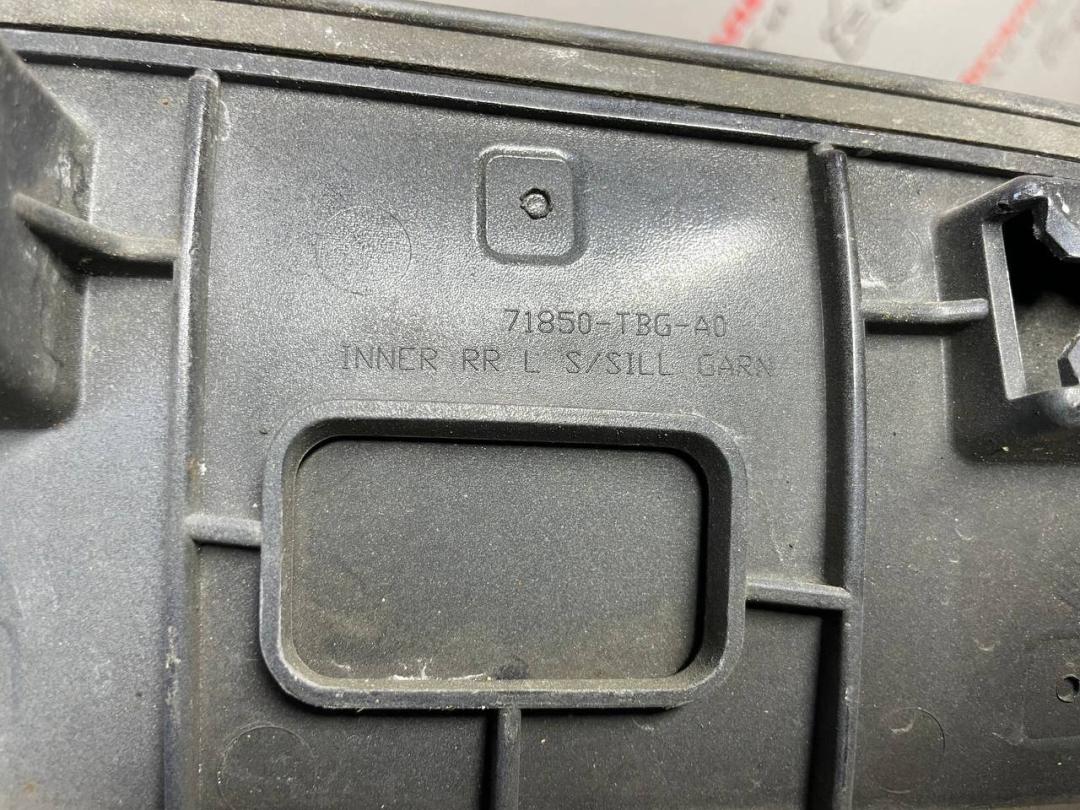 71850-TBG-A0
INNER RR L S/SILL GARN